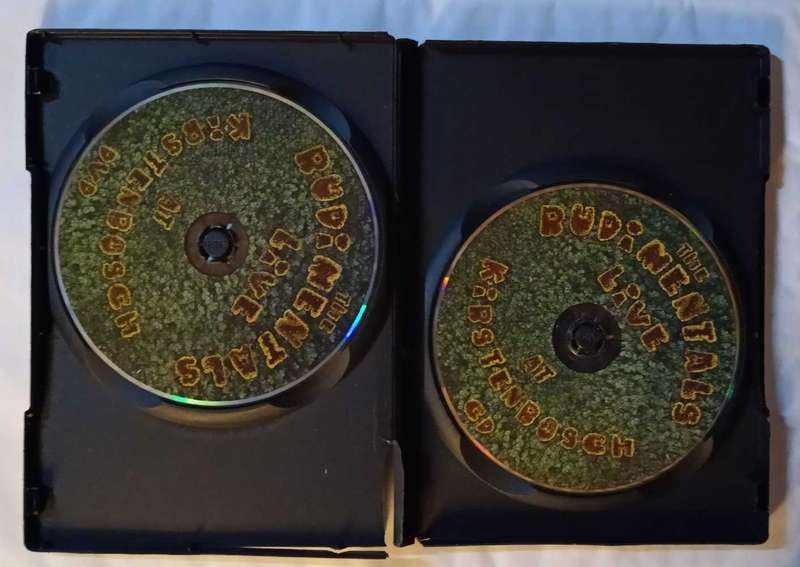 THE
RUDIMENTALS
LIVE
AT
KIRSTENBOSCH
DVD
THE
RUDIMENTALS
LIVE
AT
KIRSTENBOSCH
CD